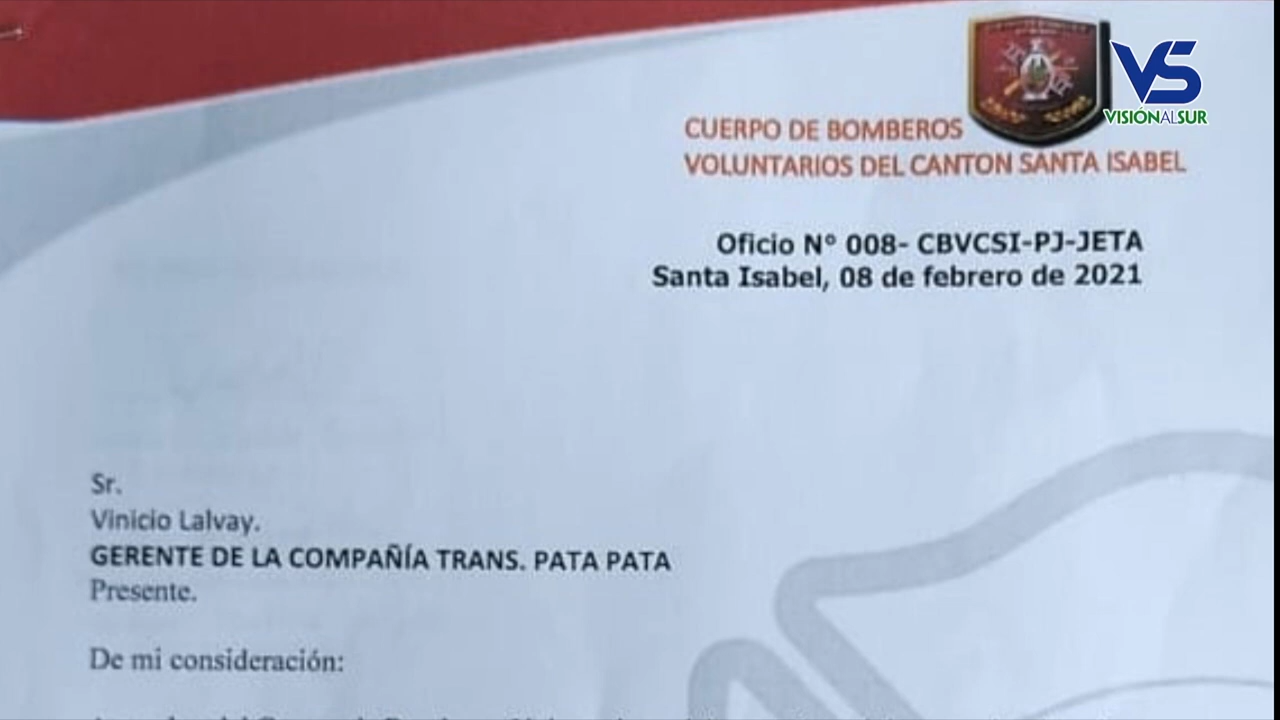 VS
VISIÓNALSUR
CUERPO DE BOMBEROS
VOLUNTARIOS DEL CANTON SANTA ISABEL
Oficio N° 008- CBVCSI-PJ-JETA
Santa Isabel, 08 de febrero de 2021
Sr.
Vinicio Lalvay.
GERENTE DE LA COMPAÑÍA TRANS. PATA PATA
Presente.
De mi consideración: